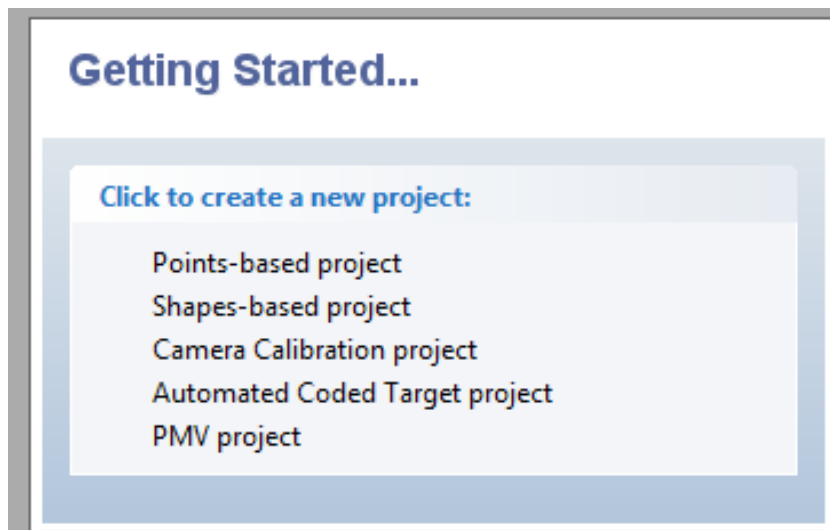 Getting Started...
Click to create a new project:
Points-based project
Shapes-based project
Camera Calibration project
Automated Coded Target project
PMV project